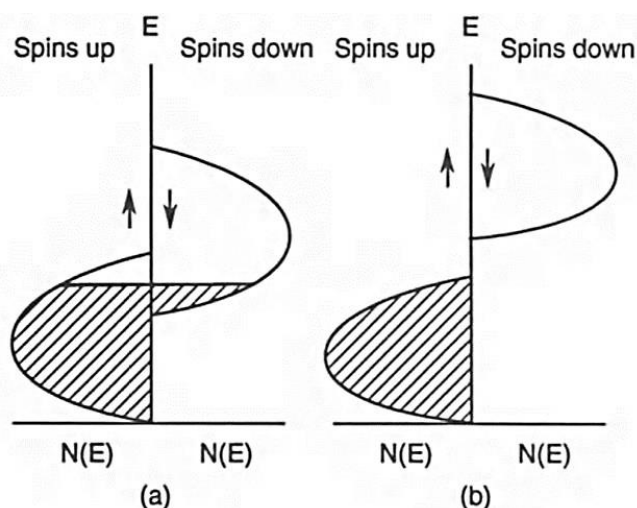 E
Spins up Spins down
N(E) N(E)
(a)
E
Spins up Spins down
N(E) N(E)
(b)